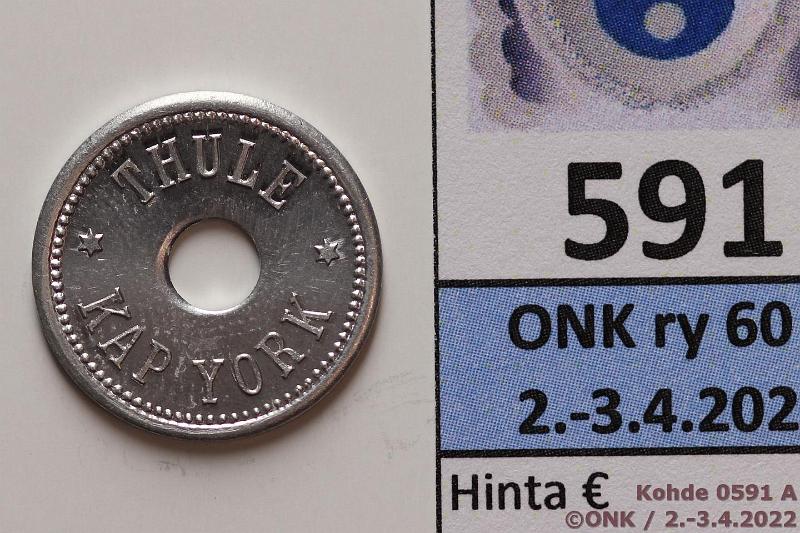 THULE
KAP YORK
591
ONK ry 60
2.-3.4.202
Hinta €
Kohde 0591 A
©ONK / 2.-3.4.2022